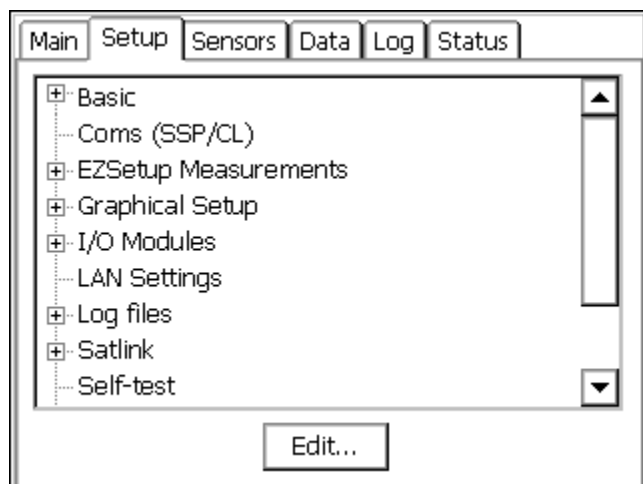 Main Setup Sensors Data Log Status
Basic
Coms (SSP/CL)
EZSetup Measurements
Graphical Setup
I/O Modules
LAN Settings
Log files
Satlink
Self-test
Edit...